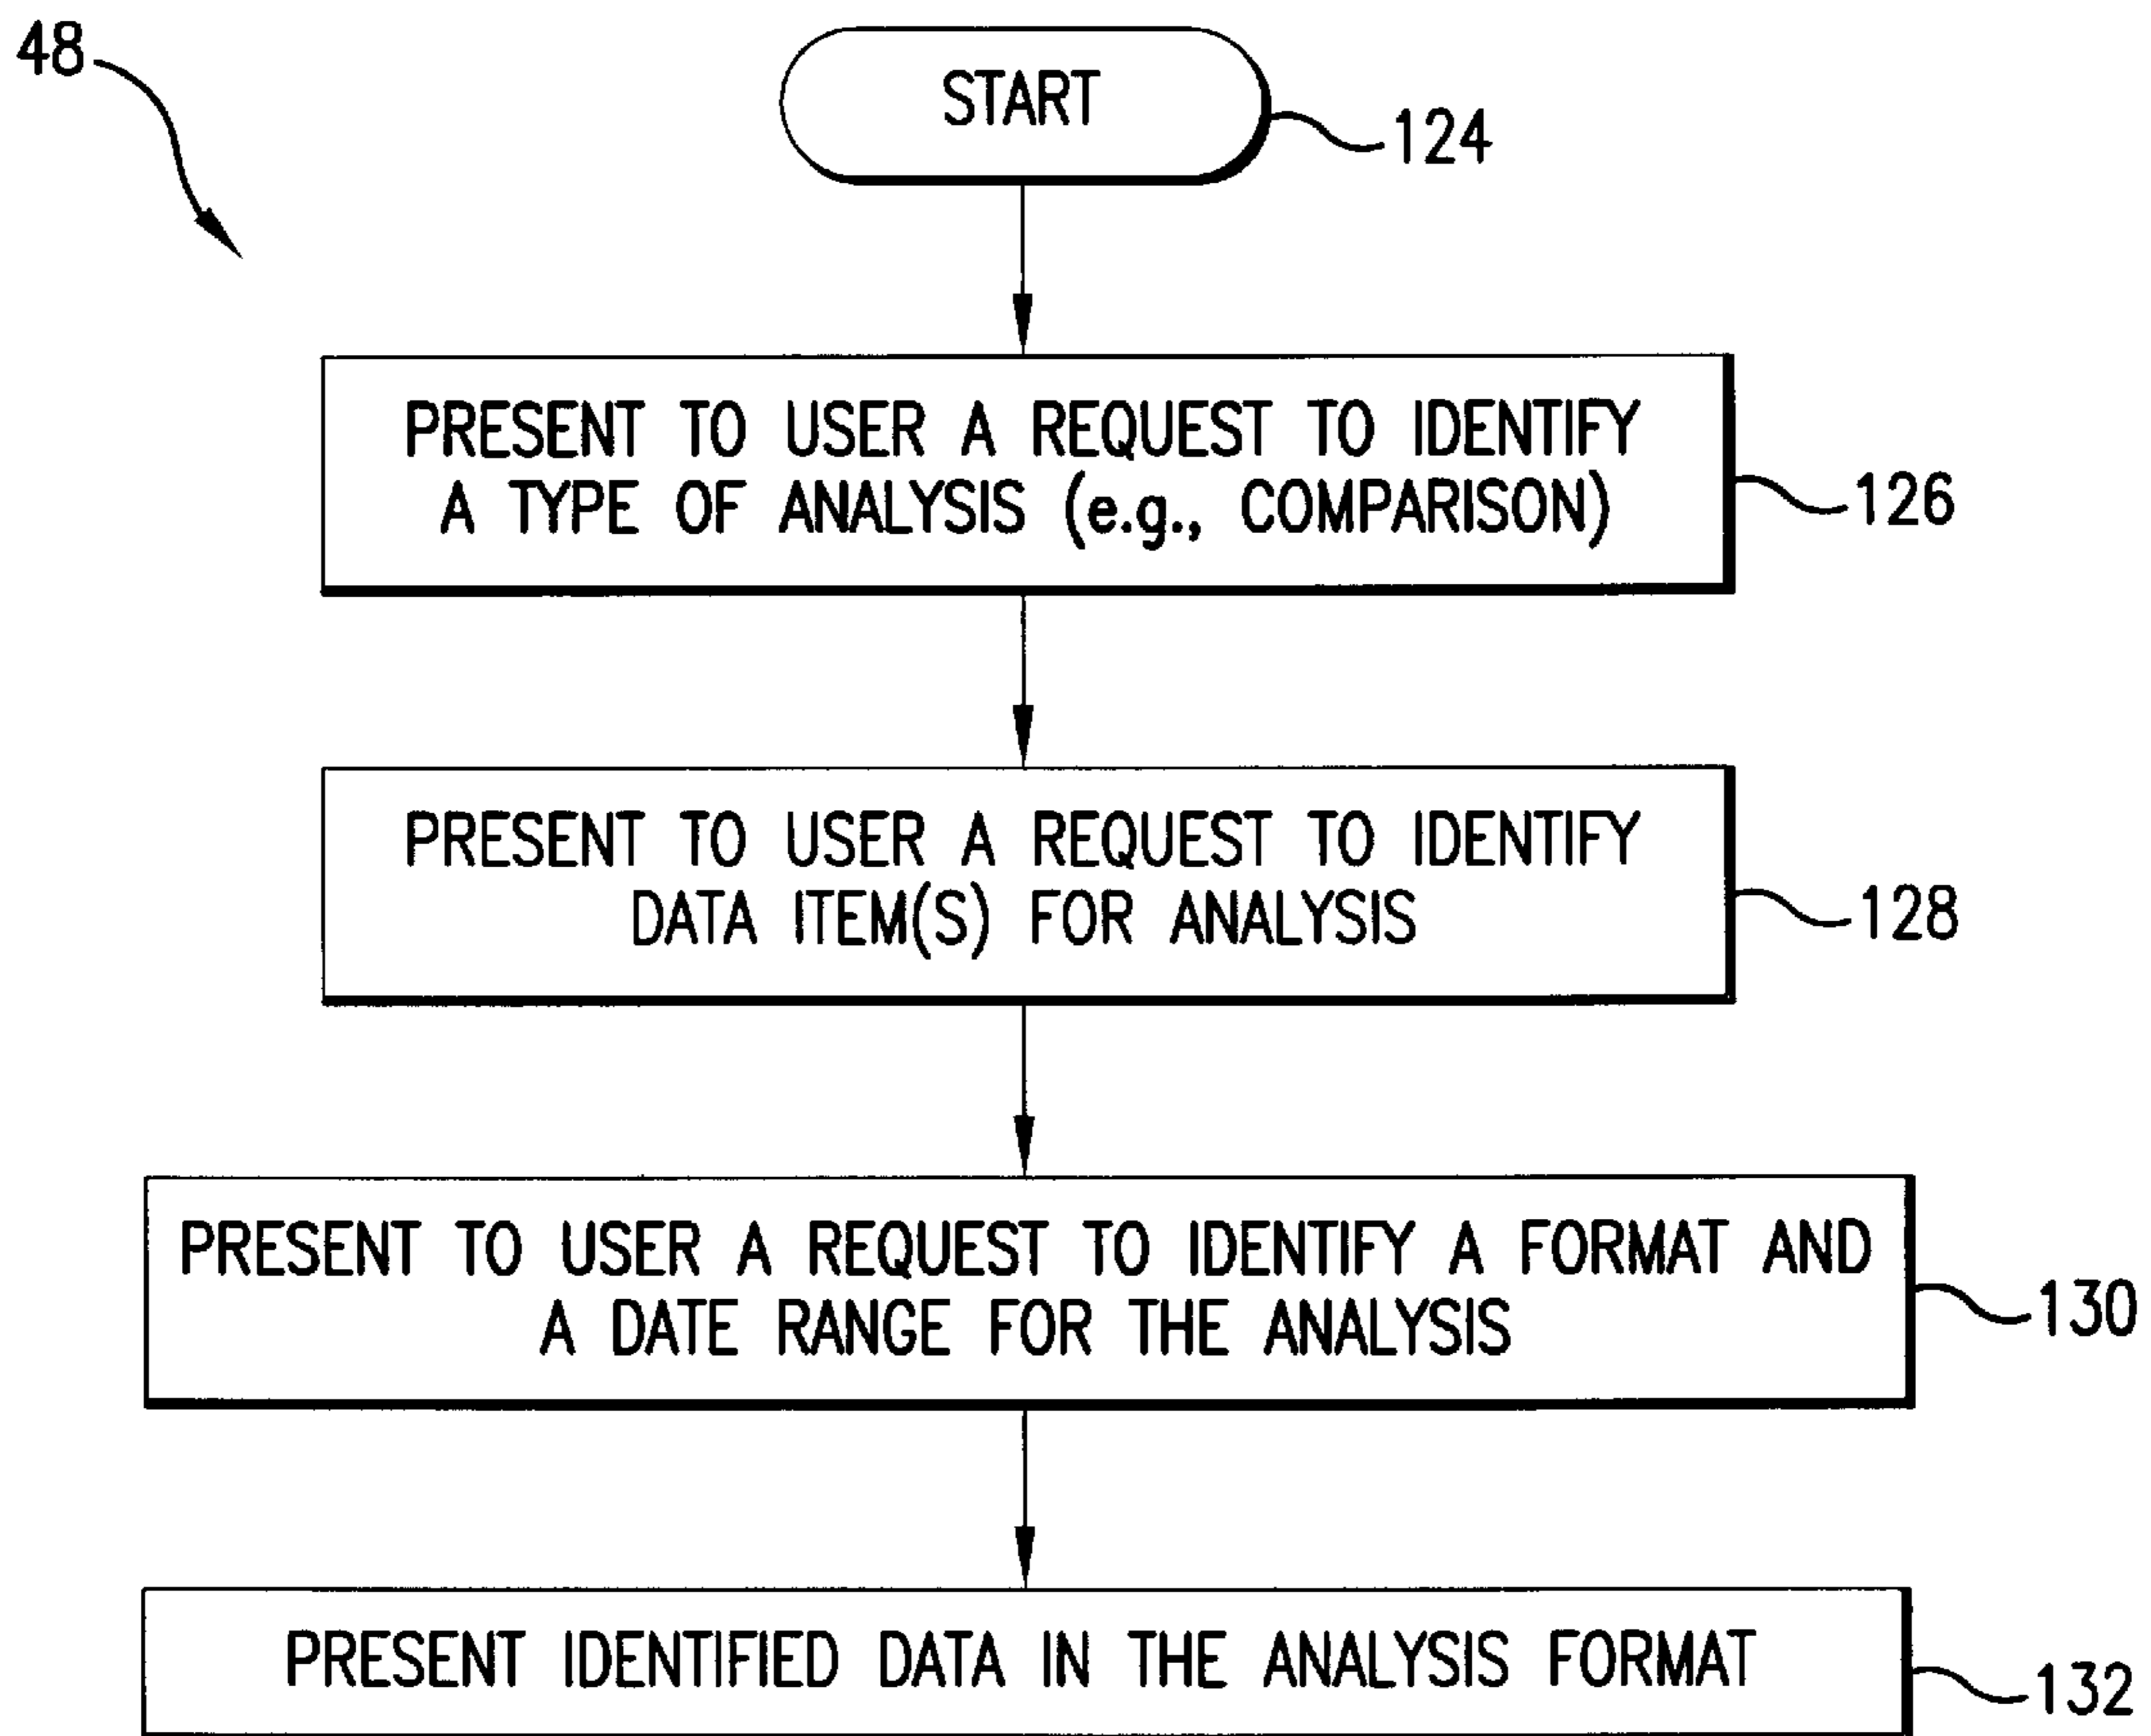 48
START
124
PRESENT TO USER A REQUEST TO IDENTIFY
A TYPE OF ANALYSIS (e.g., COMPARISON)
126
PRESENT TO USER A REQUEST TO IDENTIFY
DATA ITEM(S) FOR ANALYSIS
128
PRESENT TO USER A REQUEST TO IDENTIFY A FORMAT AND
A DATE RANGE FOR THE ANALYSIS
130
PRESENT IDENTIFIED DATA IN THE ANALYSIS FORMAT
132